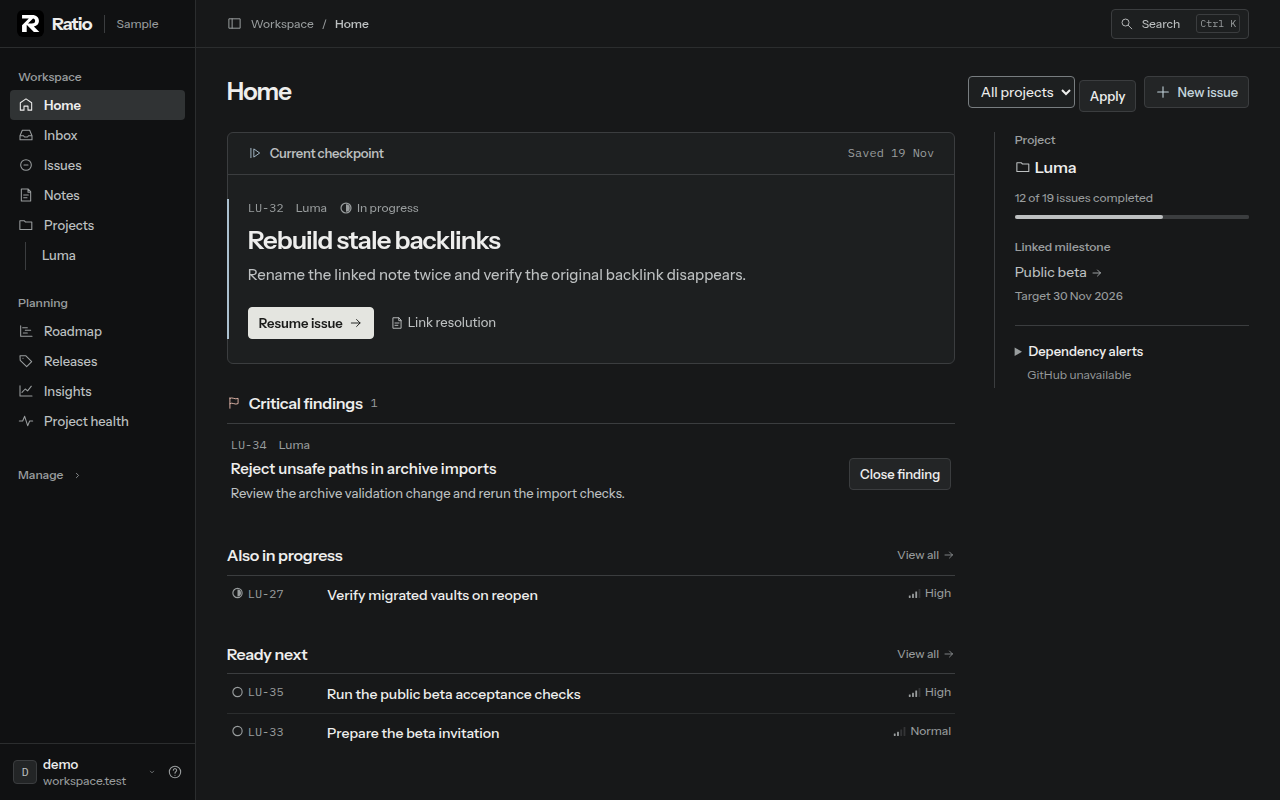 Ratio Sample
Workspace
Home
Inbox
Issues
Notes
Projects
Luma
Planning
Roadmap
Releases
Insights
Project health
Manage
D demo
workspace.test
Workspace / Home
Search Ctrl K
Home
All projects Apply New issue
Current checkpoint Saved 19 Nov
LU-32 Luma In progress
Rebuild stale backlinks
Rename the linked note twice and verify the original backlink disappears.
Resume issue → Link resolution
Critical findings 1
LU-34 Luma
Reject unsafe paths in archive imports
Review the archive validation change and rerun the import checks.
Close finding
Also in progress View all →
LU-27 Verify migrated vaults on reopen High
Ready next View all →
LU-35 Run the public beta acceptance checks High
LU-33 Prepare the beta invitation Normal
Project
Luma
12 of 19 issues completed
Linked milestone
Public beta →
Target 30 Nov 2026
Dependency alerts
GitHub unavailable